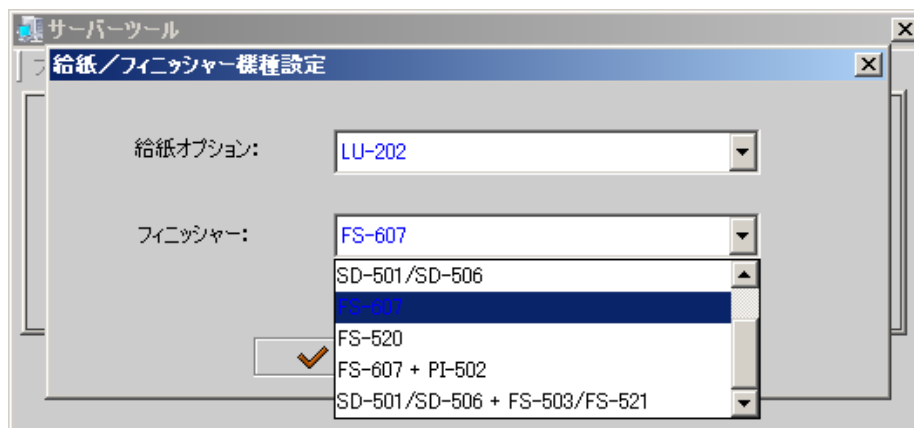 サーバーツール
給紙／フィニッシャー機種設定
給紙オプション:
LU-202
フィニッシャー:
FS-607
SD-501/SD-506
FS-607
FS-520
FS-607 + PI-502
SD-501/SD-506 + FS-503/FS-521